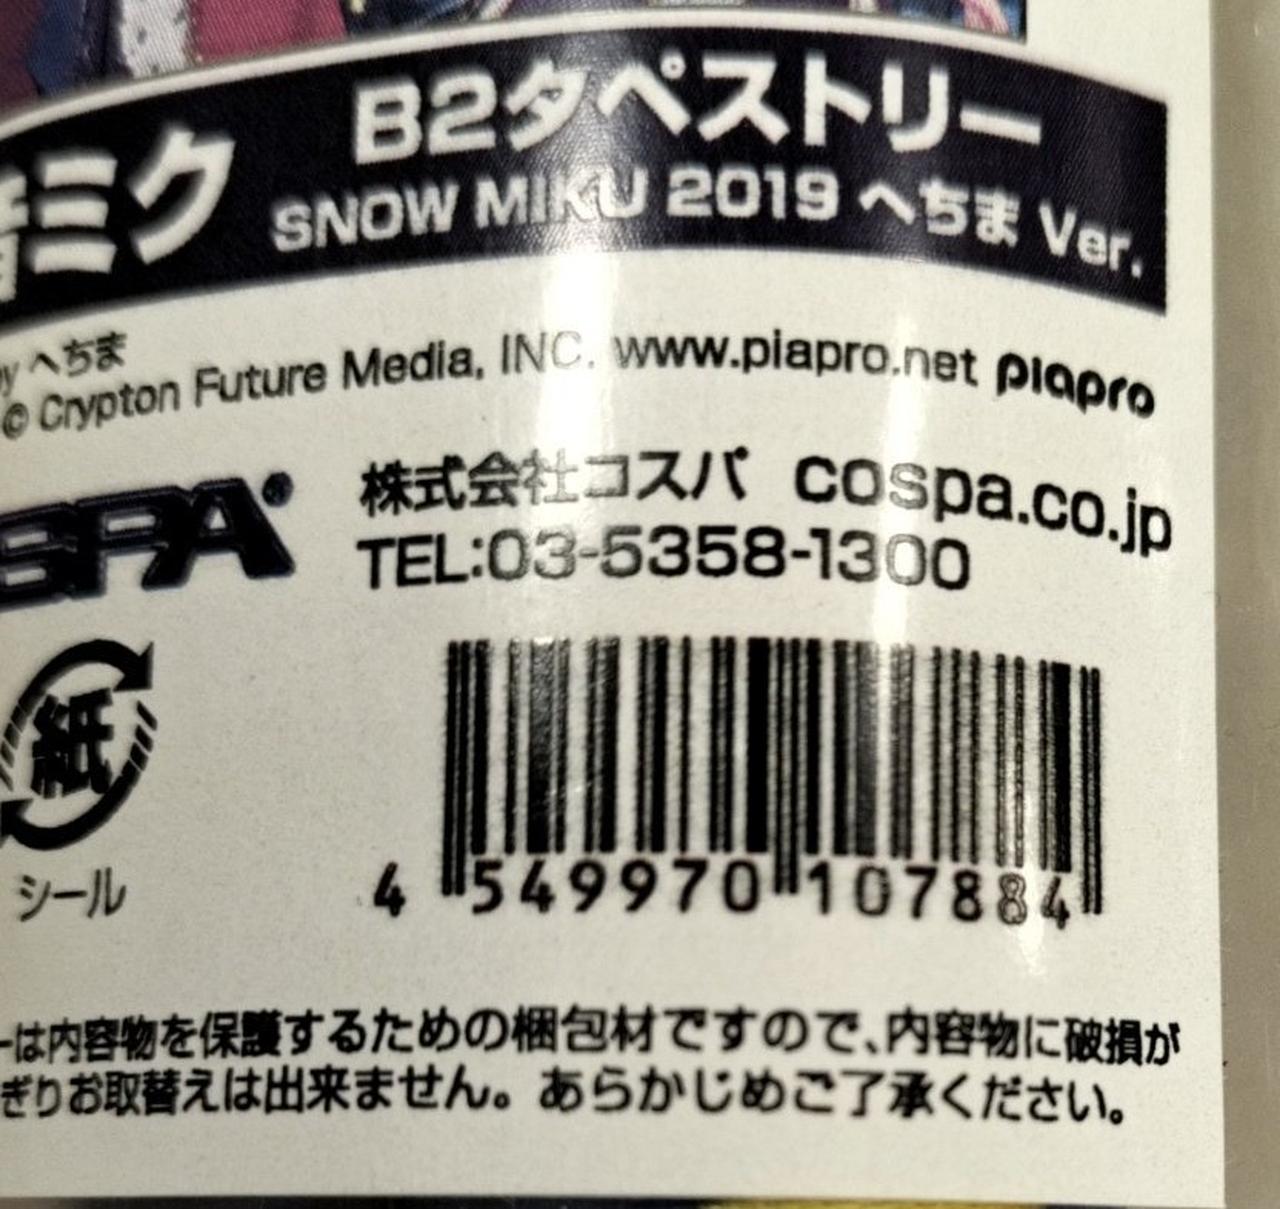 音ミク B2タペストリー
SNOW MIKU 2019 へちま Ver.
by へちま
© Crypton Future Media, INC. www.piapro.net piapro
SPA® 株式会社コスパ cospa.co.jp
TEL:03-5358-1300
紙
シール
4 549970 107884
ーは内容物を保護するための梱包材ですので、内容物に破損が
ぎりお取替えは出来ません。あらかじめご了承ください。